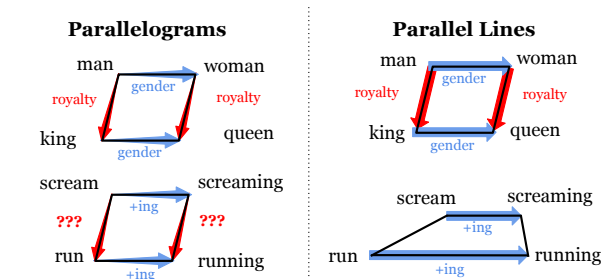 Parallelograms
man
woman
gender
royalty
royalty
king
queen
gender
scream
screaming
+ing
???
???
run
running
+ing
Parallel Lines
man
woman
gender
royalty
royalty
king
queen
gender
scream
screaming
+ing
run
running
+ing